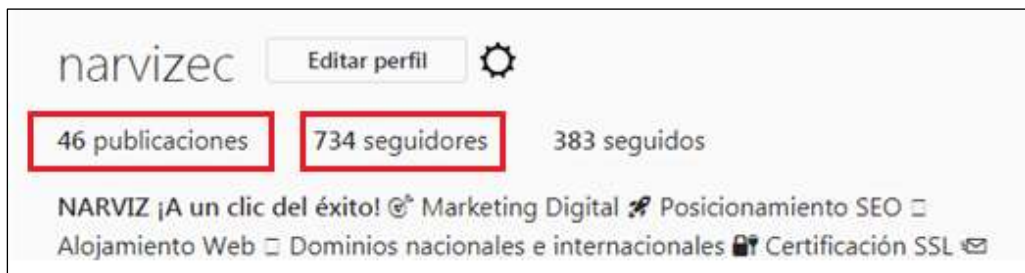 narvizec Editar perfil
46 publicaciones 734 seguidores 383 seguidos
NARVIZ ¡A un clic del éxito! 🎯 Marketing Digital 🚀 Posicionamiento SEO □
Alojamiento Web □ Dominios nacionales e internacionales 🔐 Certificación SSL 📨